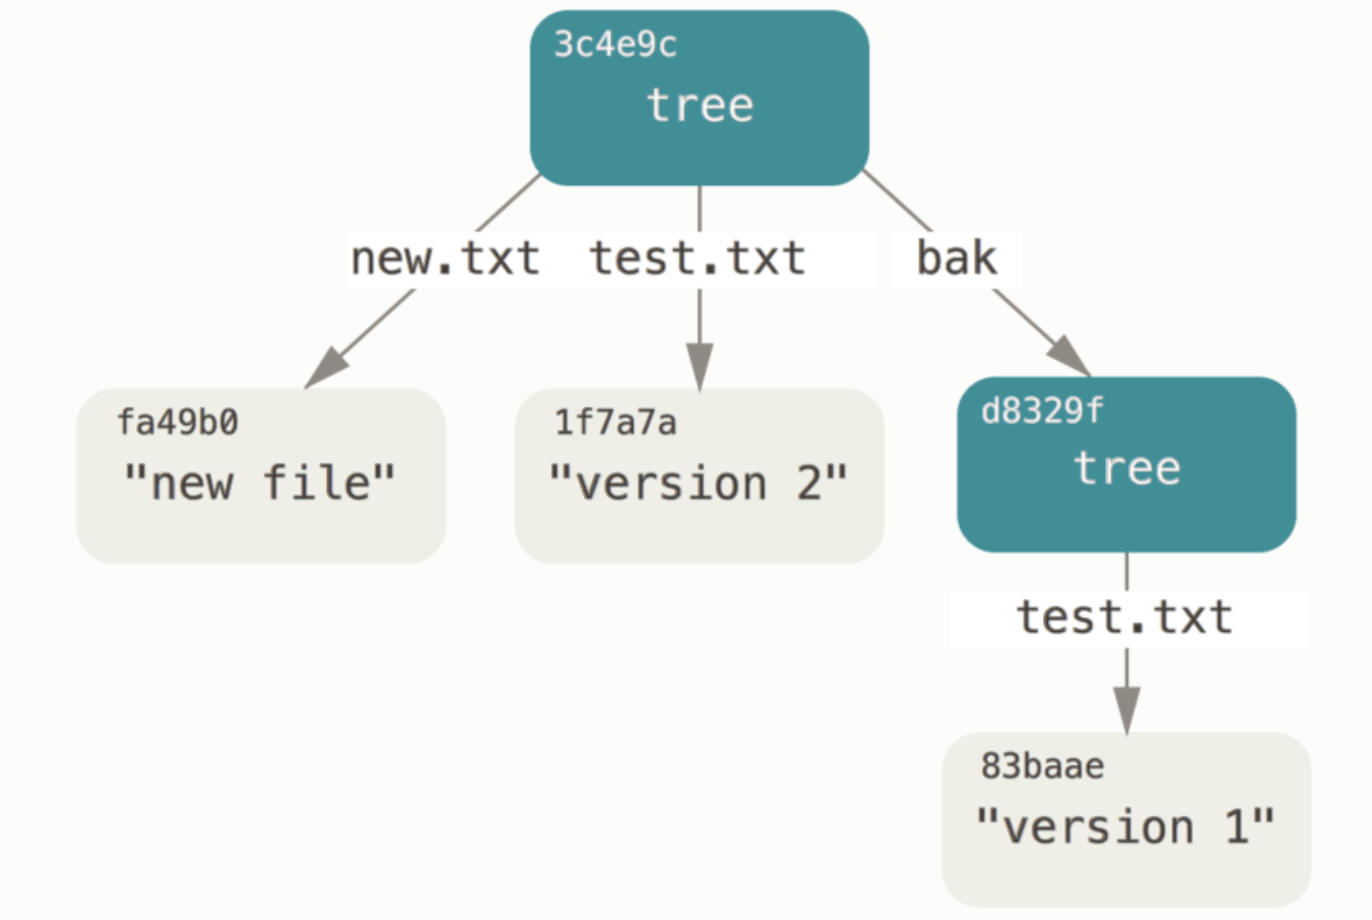 3c4e9c
tree
new.txt
test.txt
bak
fa49b0
"new file"
1f7a7a
"version 2"
d8329f
tree
test.txt
83baae
"version 1"